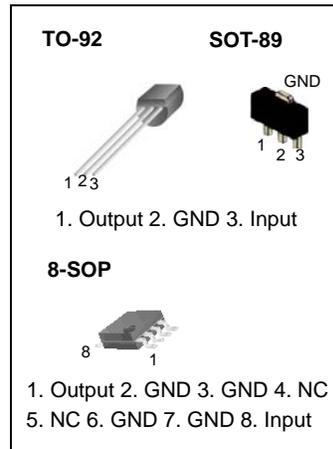 TO-92 SOT-89
GND
1 2 3
1 2 3
1. Output 2. GND 3. Input
8-SOP
8 1
1. Output 2. GND 3. GND 4. NC
5. NC 6. GND 7. GND 8. Input